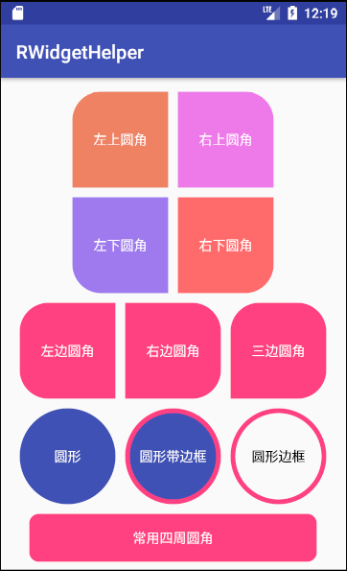 LTE 12:19
RWidgetHelper
左上圆角 右上圆角
左下圆角 右下圆角
左边圆角 右边圆角 三边圆角
圆形 圆形带边框 圆形边框
常用四周圆角